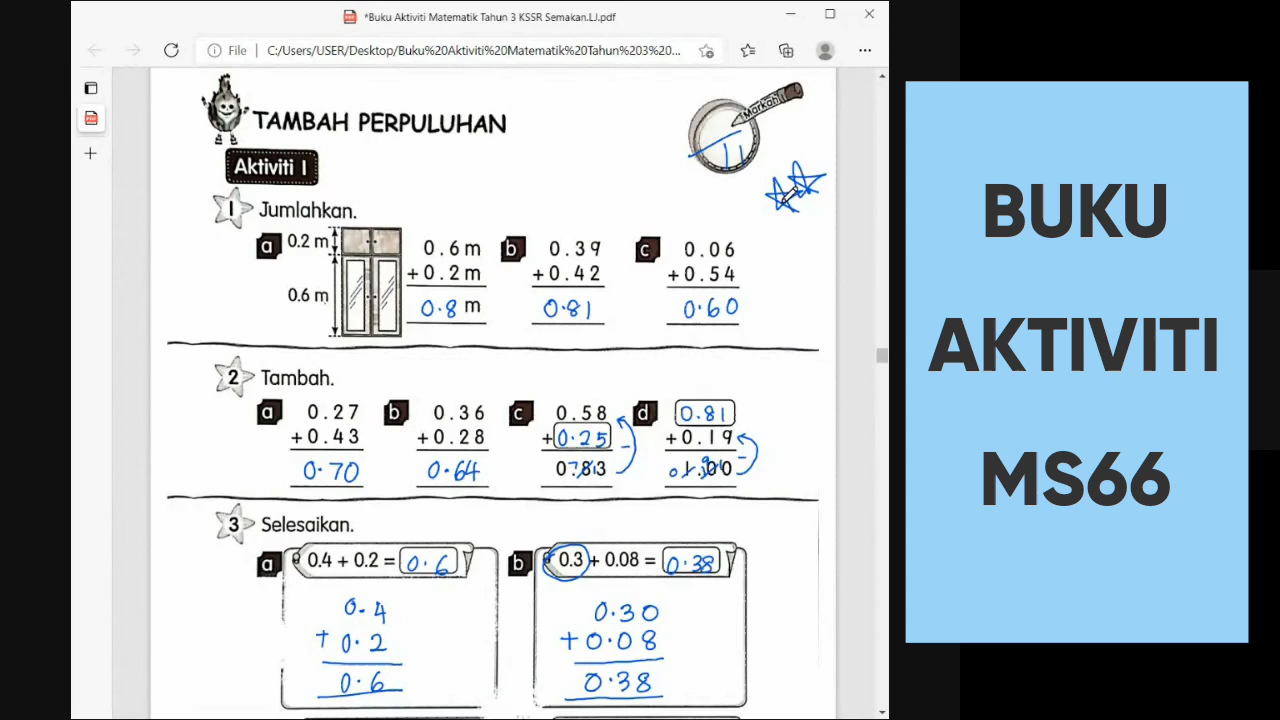 *Buku Aktiviti Matematik Tahun 3 KSSR Semakan.LJ.pdf
File | C:/Users/USER/Desktop/Buku%20Aktiviti%20Matematik%20Tahun%203%20...
TAMBAH PERPULUHAN
Markah
11
Aktiviti 1
1 Jumlahkan.
a 0.2 m
0.6 m
0.6 m
+ 0.2 m
0.8 m
b 0.39
+ 0.42
0.81
c 0.06
+ 0.54
0.60
2 Tambah.
a 0.27
+ 0.43
0.70
b 0.36
+ 0.28
0.64
c 0.58
+ 0.25
0.83
d 0.81
+ 0.19
1.00
3 Selesaikan.
a 0.4 + 0.2 = 0.6
0.4
+ 0.2
0.6
b 0.3 + 0.08 = 0.38
0.30
+ 0.08
0.38
BUKU
AKTIVITI
MS66